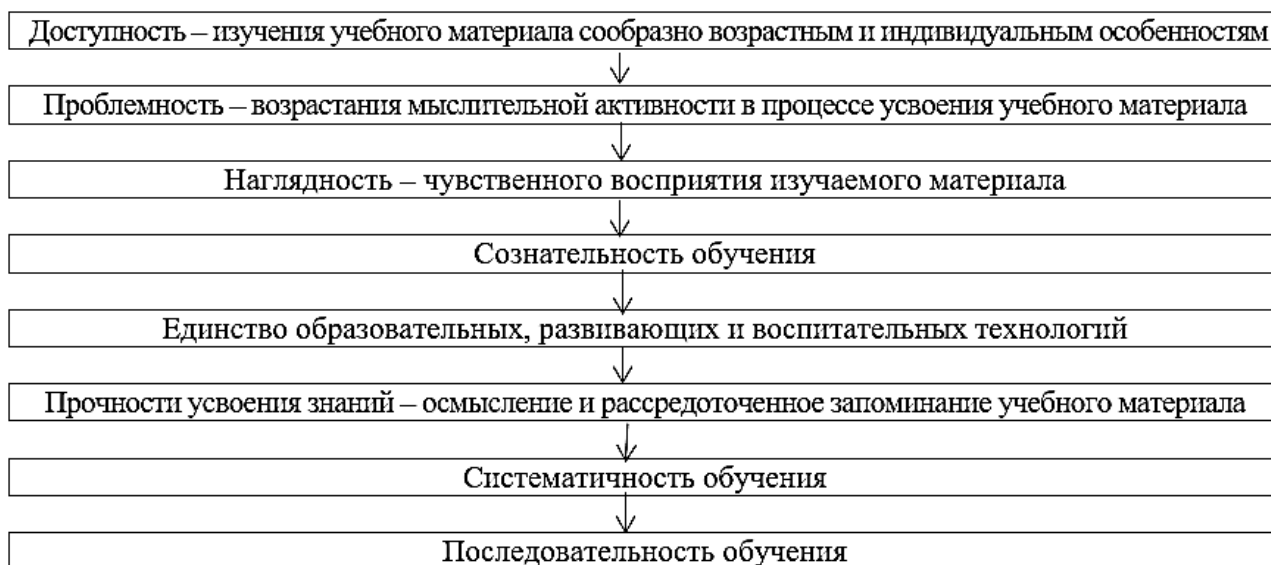 Доступность – изучения учебного материала сообразно возрастным и индивидуальным особенностям
Проблемность – возрастания мыслительной активности в процессе усвоения учебного материала
Наглядность – чувственного восприятия изучаемого материала
Сознательность обучения
Единство образовательных, развивающих и воспитательных технологий
Прочности усвоения знаний – осмысление и рассредоточенное запоминание учебного материала
Систематичность обучения
Последовательность обучения